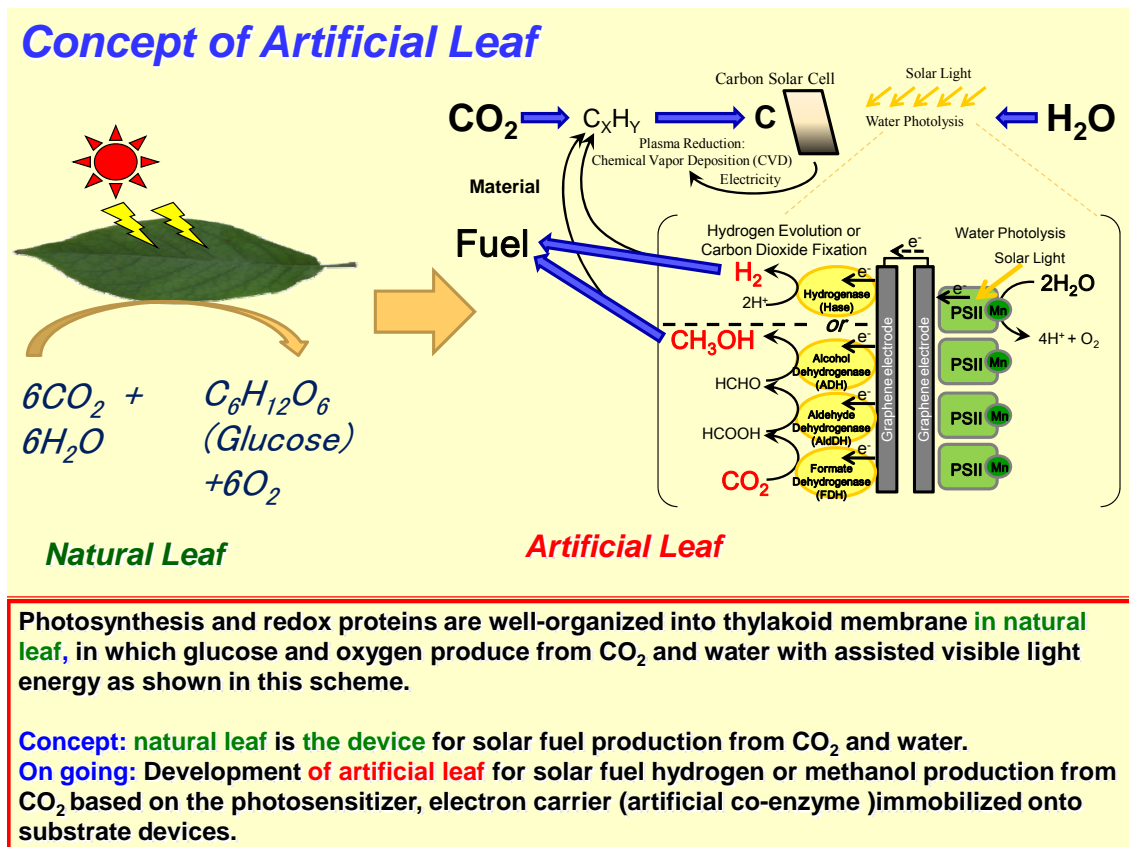 Concept of Artificial Leaf
Carbon Solar Cell
Solar Light
CO2
CXHY
C
Water Photolysis
H2O
Plasma Reduction:
Chemical Vapor Deposition (CVD)
Electricity
Material
Fuel
Hydrogen Evolution or
Carbon Dioxide Fixation
e-
Water Photolysis
Solar Light
H2
e-
2H+
Hydrogenase
(Hase)
or
e-
2H2O
PSII
Mn
4H+ + O2
CH3OH
e-
Alcohol
Dehydrogenase
(ADH)
HCHO
PSII
Mn
e-
Aldehyde
Dehydrogenase
(AldDH)
HCOOH
PSII
Mn
e-
Formate
Dehydrogenase
(FDH)
CO2
PSII
Mn
Graphene electrode
Graphene electrode
6CO2 +
6H2O
C6H12O6
(Glucose)
+6O2
Natural Leaf
Artificial Leaf
Photosynthesis and redox proteins are well-organized into thylakoid membrane in natural
leaf, in which glucose and oxygen produce from CO2 and water with assisted visible light
energy as shown in this scheme.
Concept: natural leaf is the device for solar fuel production from CO2 and water.
On going: Development of artificial leaf for solar fuel hydrogen or methanol production from
CO2 based on the photosensitizer, electron carrier (artificial co-enzyme )immobilized onto
substrate devices.